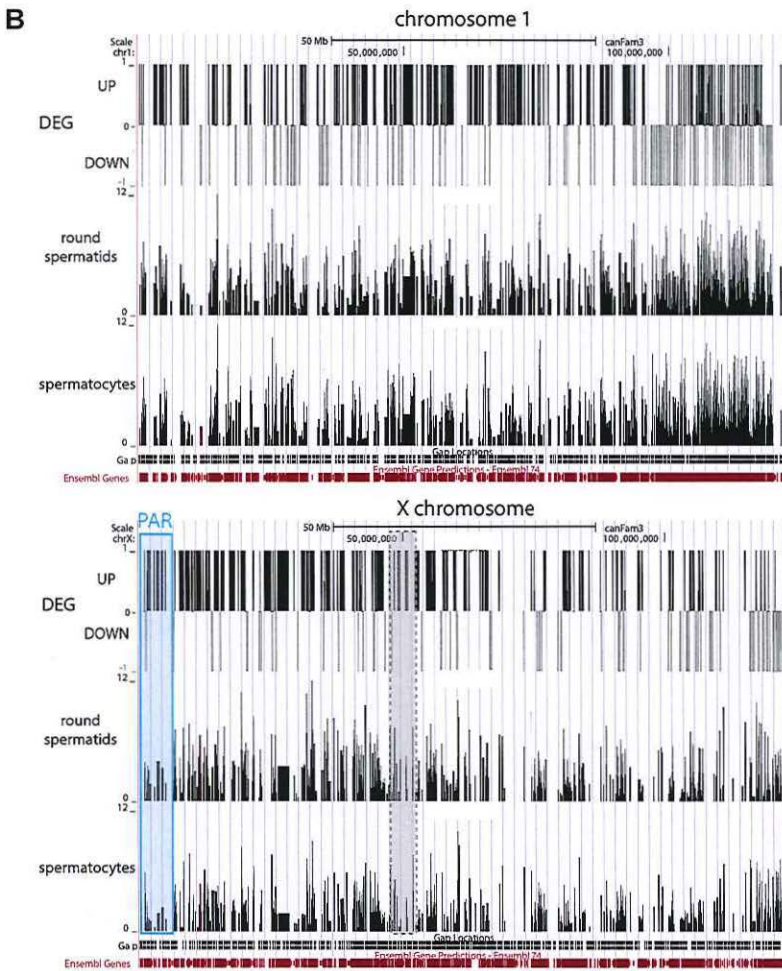 B
chromosome 1
Scale
50 Mb
canFam3
chr1:
50,000,000
100,000,000
1
UP
DEG
0
DOWN
-1
12
round
spermatids
0
12
spermatocytes
0
Gap Locations
Gap
Ensembl Gene Predictions - Ensembl 74
Ensembl Genes
PAR
X chromosome
Scale
50 Mb
canFam3
chrX:
50,000,000
100,000,000
1
UP
DEG
0
DOWN
-1
12
round
spermatids
0
12
spermatocytes
0
Gap Locations
Gap
Ensembl Gene Predictions - Ensembl 74
Ensembl Genes